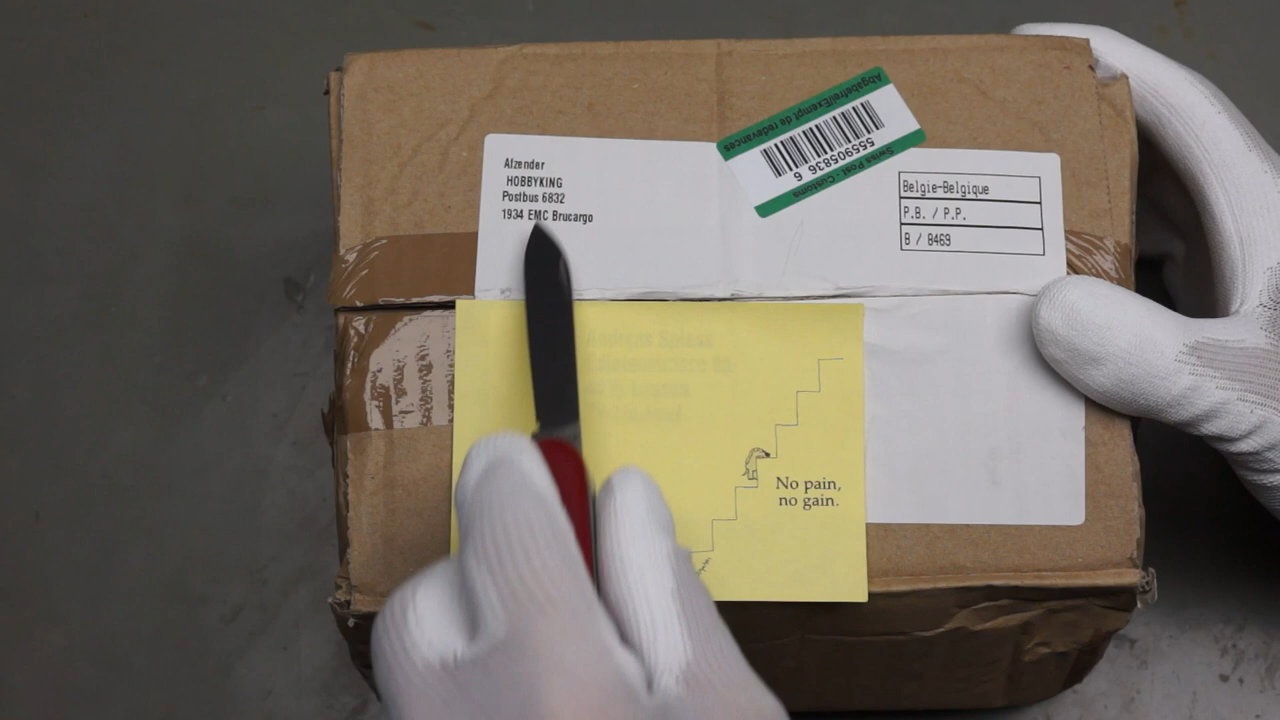 Afzender
HOBBYKING
Postbus 6832
1934 EMC Brucargo
Abgabefrei/Exempt de redevances
555905836 6
Swiss Post - Customs
Belgie-Belgique
P.B. / P.P.
B / 8469
No pain,
no gain.